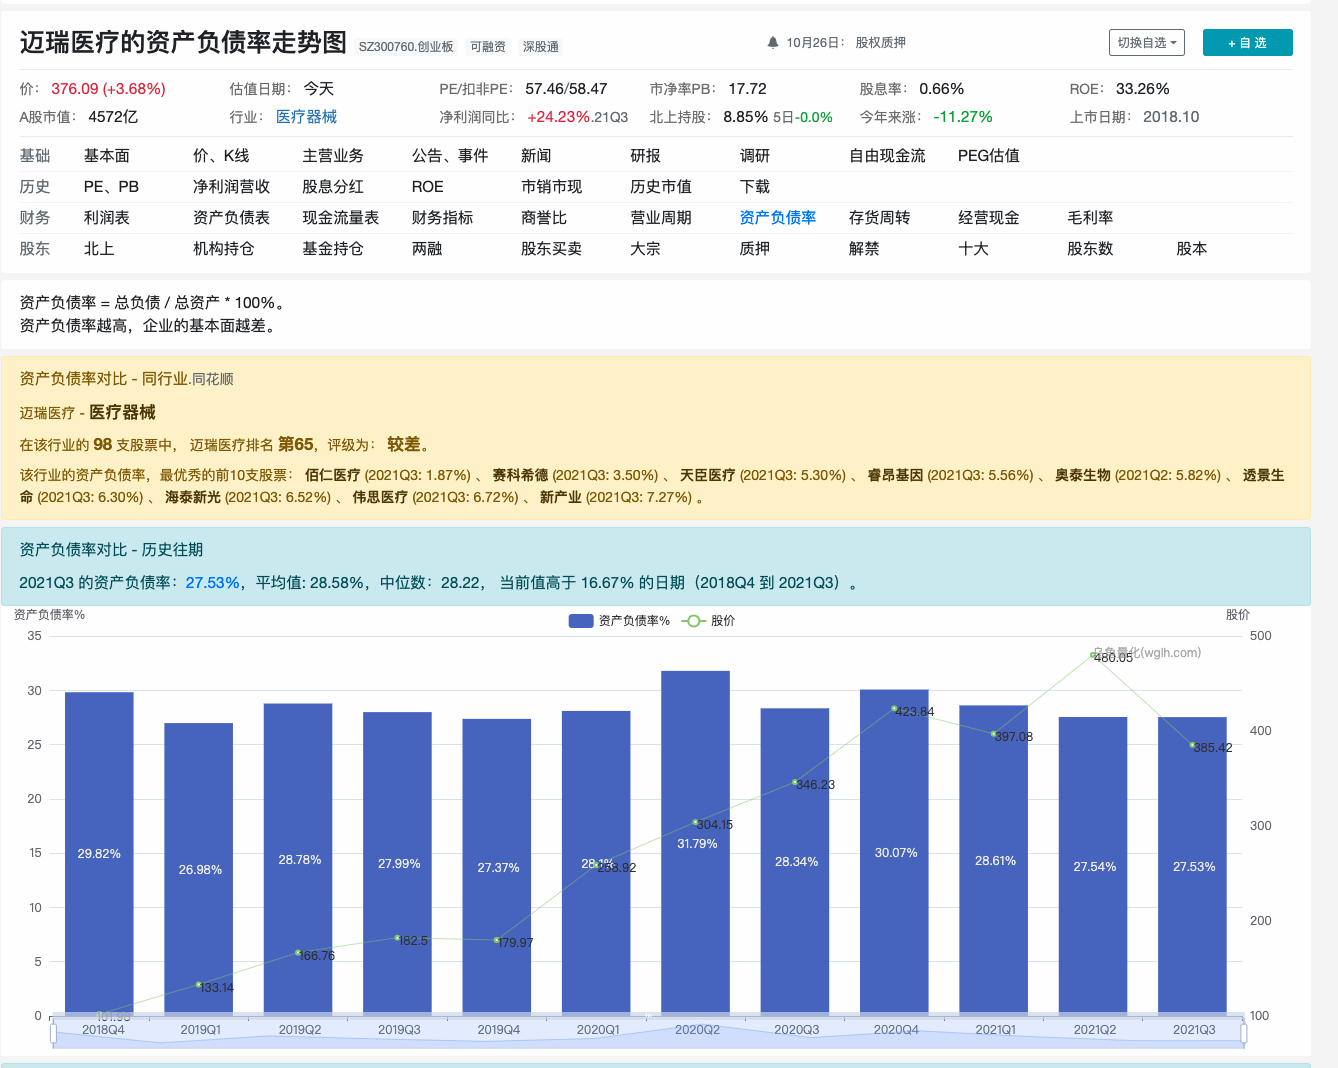 迈瑞医疗的资产负债率走势图 SZ300760.创业板 可融资 深股通 10月26日： 股权质押 切换自选 + 自 选
价： 376.09 (+3.68%) 估值日期： 今天 PE/扣非PE： 57.46/58.47 市净率PB： 17.72 股息率： 0.66% ROE： 33.26%
A股市值： 4572亿 行业： 医疗器械 净利润同比： +24.23%.21Q3 北上持股： 8.85% 5日-0.0% 今年来涨： -11.27% 上市日期： 2018.10
基础 基本面 价、K线 主营业务 公告、事件 新闻 研报 调研 自由现金流 PEG估值
历史 PE、PB 净利润营收 股息分红 ROE 市销市现 历史市值 下载
财务 利润表 资产负债表 现金流量表 财务指标 商誉比 营业周期 资产负债率 存货周转 经营现金 毛利率
股东 北上 机构持仓 基金持仓 两融 股东买卖 大宗 质押 解禁 十大 股东数 股本
资产负债率 = 总负债 / 总资产 * 100%。
资产负债率越高，企业的基本面越差。
资产负债率对比 - 同行业.同花顺
迈瑞医疗 - 医疗器械
在该行业的 98 支股票中， 迈瑞医疗排名 第65，评级为： 较差。
该行业的资产负债率，最优秀的前10支股票： 佰仁医疗 (2021Q3: 1.87%) 、 赛科希德 (2021Q3: 3.50%) 、 天臣医疗 (2021Q3: 5.30%) 、 睿昂基因 (2021Q3: 5.56%) 、 奥泰生物 (2021Q2: 5.82%) 、 透景生
命 (2021Q3: 6.30%) 、 海泰新光 (2021Q3: 6.52%) 、 伟思医疗 (2021Q3: 6.72%) 、 新产业 (2021Q3: 7.27%) 。
资产负债率对比 - 历史往期
2021Q3 的资产负债率： 27.53%，平均值: 28.58%，中位数： 28.22， 当前值高于 16.67% 的日期（2018Q4 到 2021Q3）。
资产负债率% 资产负债率% 股价 股价
35 500
乌龟量化(wglh.com)
480.05
30
423.84
400
397.08
25 385.42
346.23
20
304.15 300
31.79%
15 29.82% 28.78% 27.99% 27.37% 28.1% 258.92 28.34% 30.07% 28.61% 27.54% 27.53%
26.98%
10
200
182.5 179.97
5 166.76
133.14
0 100
2018Q4 2019Q1 2019Q2 2019Q3 2019Q4 2020Q1 2020Q2 2020Q3 2020Q4 2021Q1 2021Q2 2021Q3